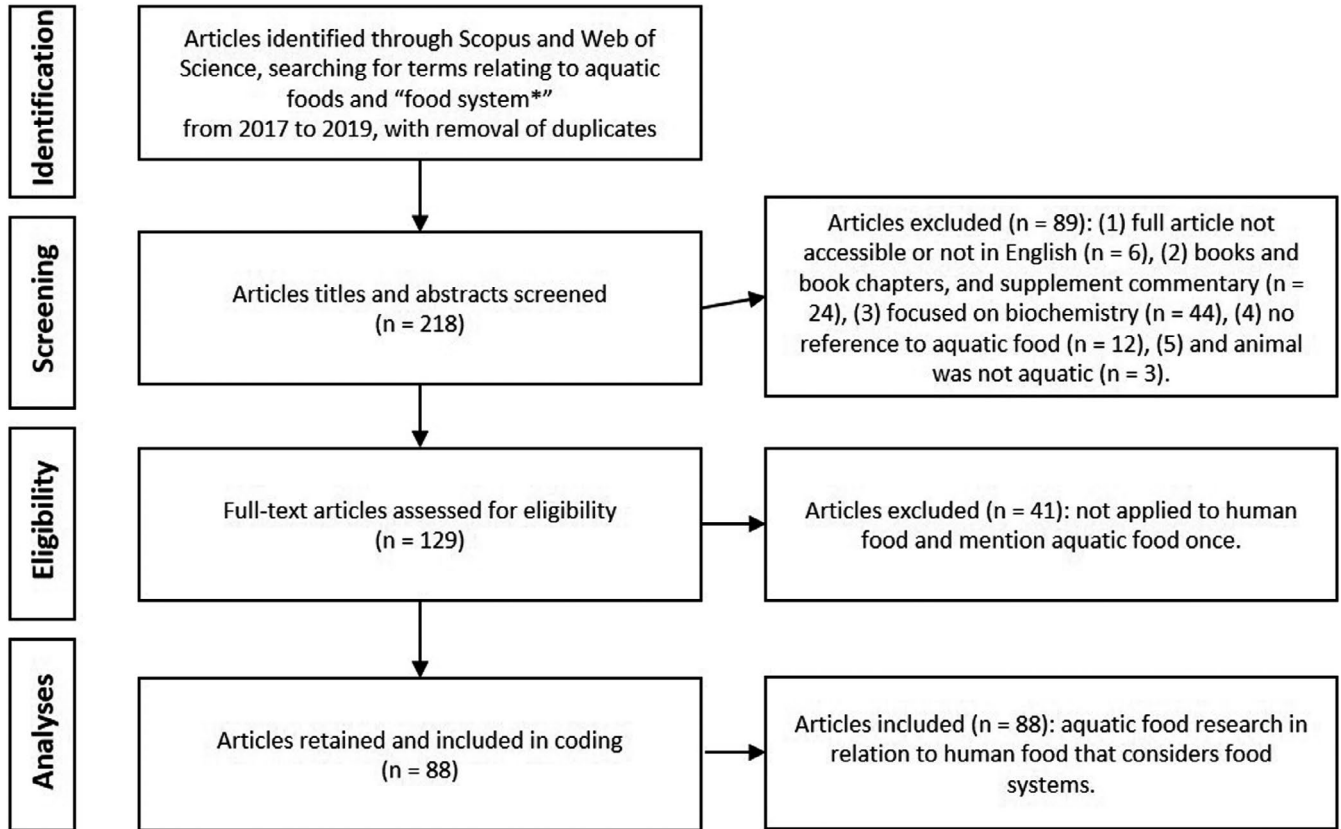 Identification
Articles identified through Scopus and Web of
Science, searching for terms relating to aquatic
foods and “food system*”
from 2017 to 2019, with removal of duplicates
Screening
Articles titles and abstracts screened
(n = 218)
Articles excluded (n = 89): (1) full article not
accessible or not in English (n = 6), (2) books and
book chapters, and supplement commentary (n =
24), (3) focused on biochemistry (n = 44), (4) no
reference to aquatic food (n = 12), (5) and animal
was not aquatic (n = 3).
Eligibility
Full-text articles assessed for eligibility
(n = 129)
Articles excluded (n = 41): not applied to human
food and mention aquatic food once.
Analyses
Articles retained and included in coding
(n = 88)
Articles included (n = 88): aquatic food research in
relation to human food that considers food
systems.